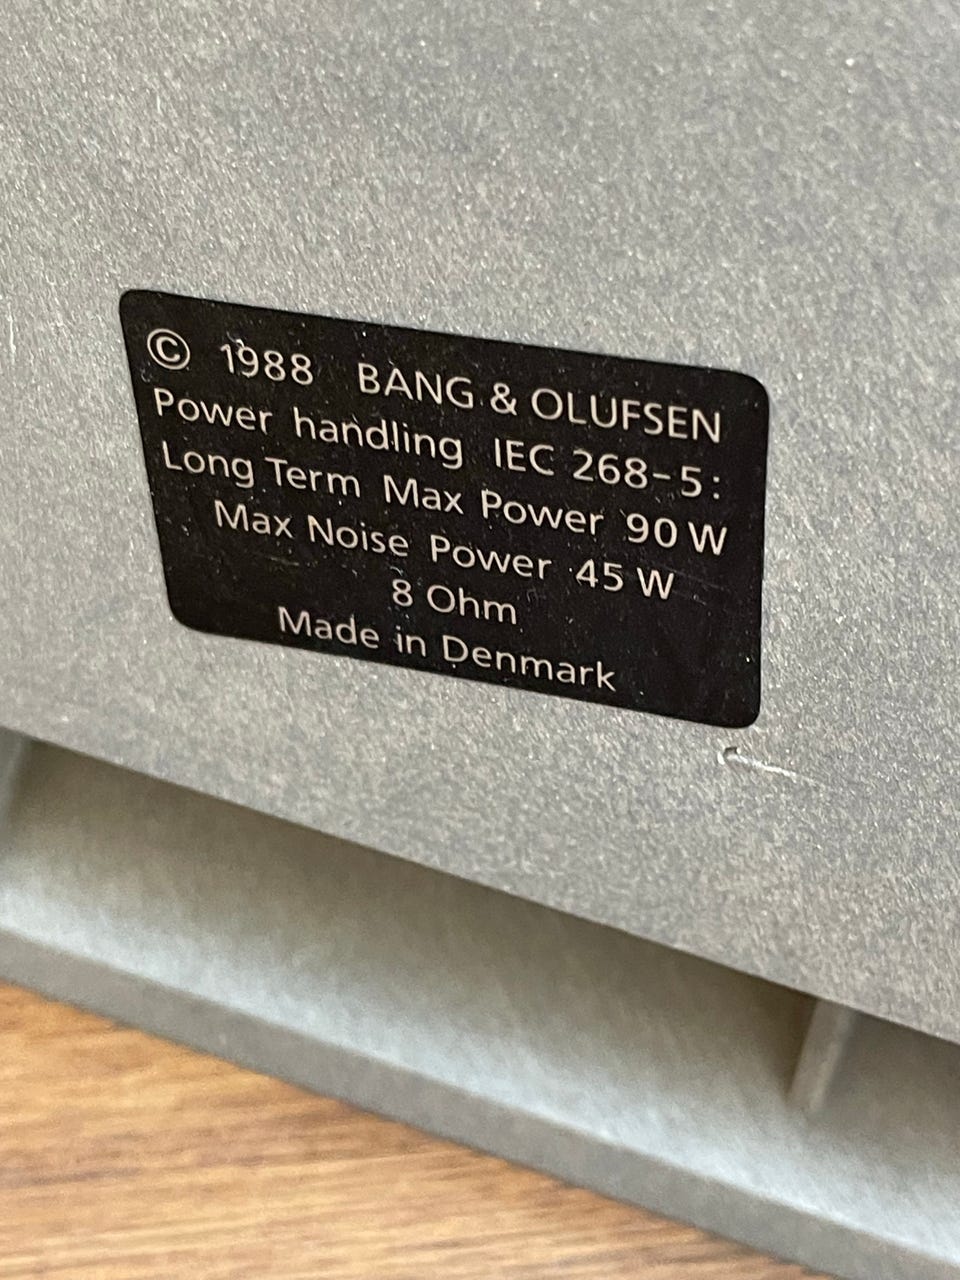 © 1988 BANG & OLUFSEN
Power handling IEC 268-5:
Long Term Max Power 90 W
Max Noise Power 45 W
8 Ohm
Made in Denmark